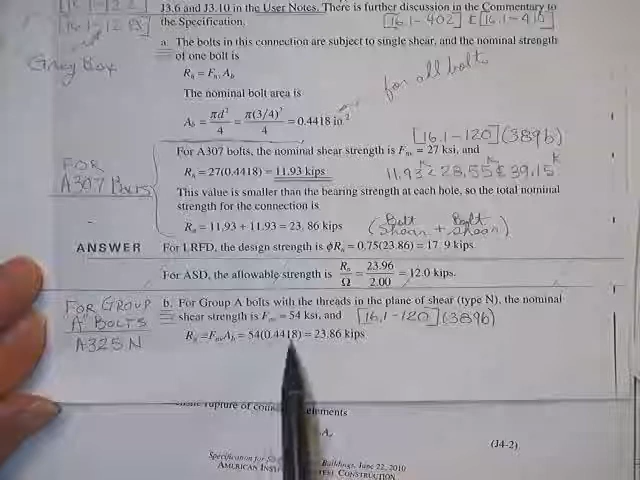 J3.6 and J3.10 in the User Notes. There is further discussion in the Commentary to
the Specification.
[16.1-402] & [16.1-410]
Grey Box
a. The bolts in this connection are subject to single shear, and the nominal strength
of one bolt is
Rn = Fnv Ab
for all bolts
The nominal bolt area is
Ab = πd²/4 = π(3/4)²/4 = 0.4418 in.²
[16.1-120](389b)
FOR
A307 Bolts
For A307 bolts, the nominal shear strength is Fnv = 27 ksi, and
Rn = 27(0.4418) = 11.93 kips
11.93ᴷ < 28.55ᴷ & 39.15ᴷ
This value is smaller than the bearing strength at each hole, so the total nominal
strength for the connection is
Rn = 11.93 + 11.93 = 23.86 kips
(Bolt Shear + Bolt Shear)
ANSWER For LRFD, the design strength is ϕRn = 0.75(23.86) = 17.9 kips.
For ASD, the allowable strength is Rn/Ω = 23.96/2.00 = 12.0 kips.
FOR GROUP
"A" BOLTS
A325 N
b. For Group A bolts with the threads in the plane of shear (type N), the nominal
shear strength is Fnv = 54 ksi, and [16.1-120](389b)
Rn = FnvAb = 54(0.4418) = 23.86 kips
rupture of elements
(J4-2)
Specification for Buildings, June 22, 2010
AMERICAN CONSTRUCTION